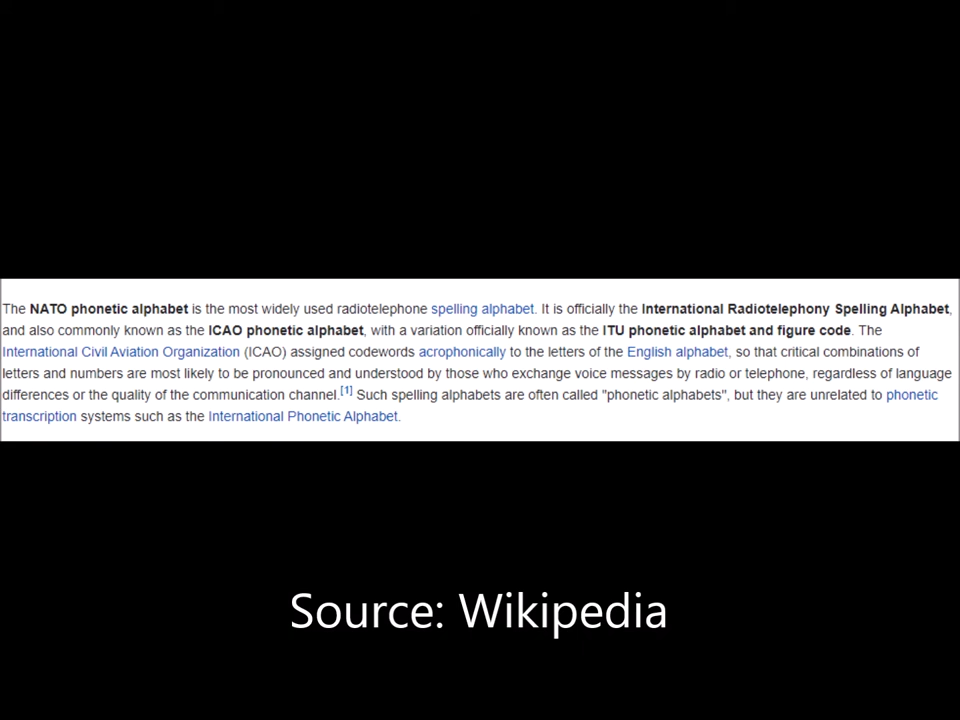 The NATO phonetic alphabet is the most widely used radiotelephone spelling alphabet. It is officially the International Radiotelephony Spelling Alphabet,
and also commonly known as the ICAO phonetic alphabet, with a variation officially known as the ITU phonetic alphabet and figure code. The
International Civil Aviation Organization (ICAO) assigned codewords acrophonically to the letters of the English alphabet, so that critical combinations of
letters and numbers are most likely to be pronounced and understood by those who exchange voice messages by radio or telephone, regardless of language
differences or the quality of the communication channel.[1] Such spelling alphabets are often called "phonetic alphabets", but they are unrelated to phonetic
transcription systems such as the International Phonetic Alphabet.
Source: Wikipedia